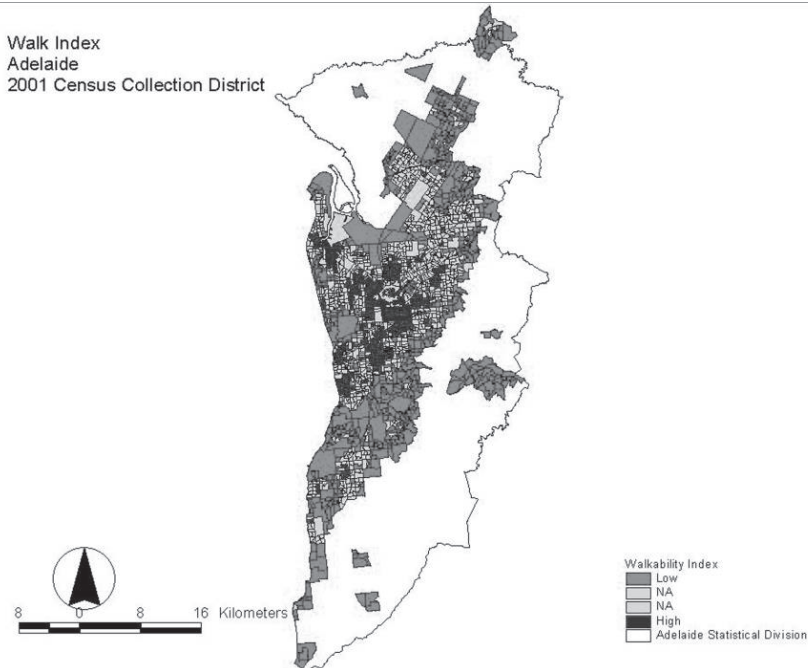 Walk Index
Adelaide
2001 Census Collection District
8 0 8 16 Kilometers
Walkability Index
Low
NA
NA
High
Adelaide Statistical Division